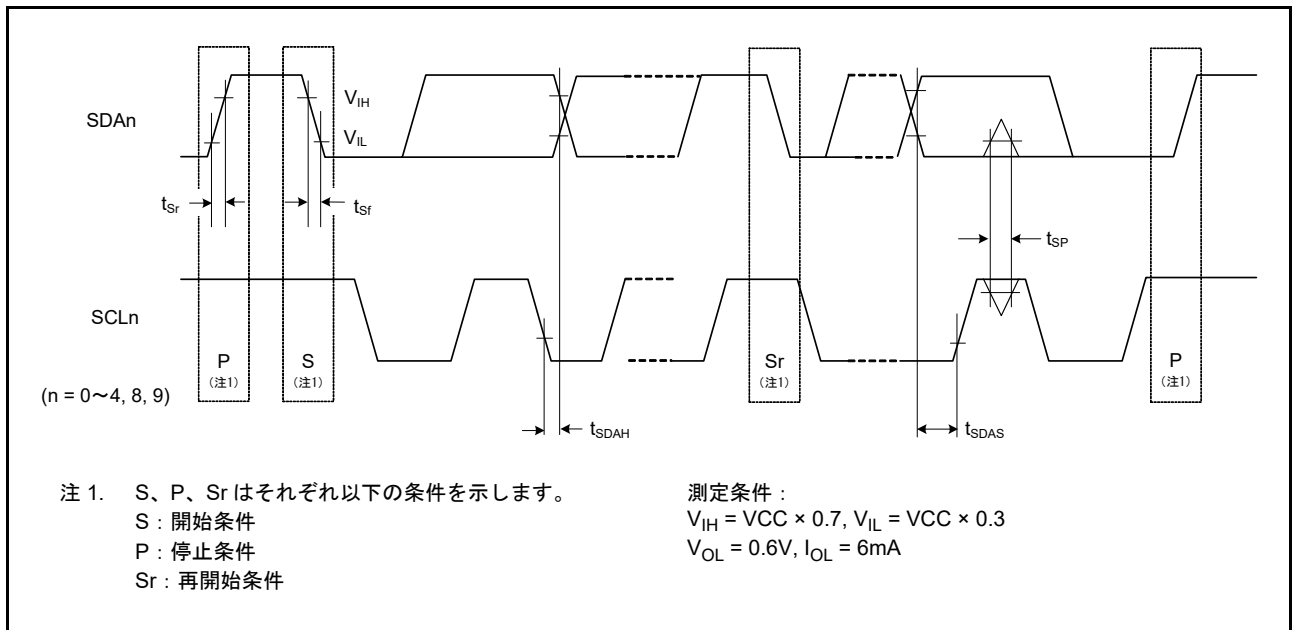 SDAn
V_IH
V_IL
t_Sr
t_Sf
t_SP
SCLn
P
(注1)
S
(注1)
Sr
(注1)
P
(注1)
(n = 0～4, 8, 9)
t_SDAH
t_SDAS
注 1. S、P、Sr はそれぞれ以下の条件を示します。
S：開始条件
P：停止条件
Sr：再開始条件
測定条件：
V_IH = VCC × 0.7, V_IL = VCC × 0.3
V_OL = 0.6V, I_OL = 6mA